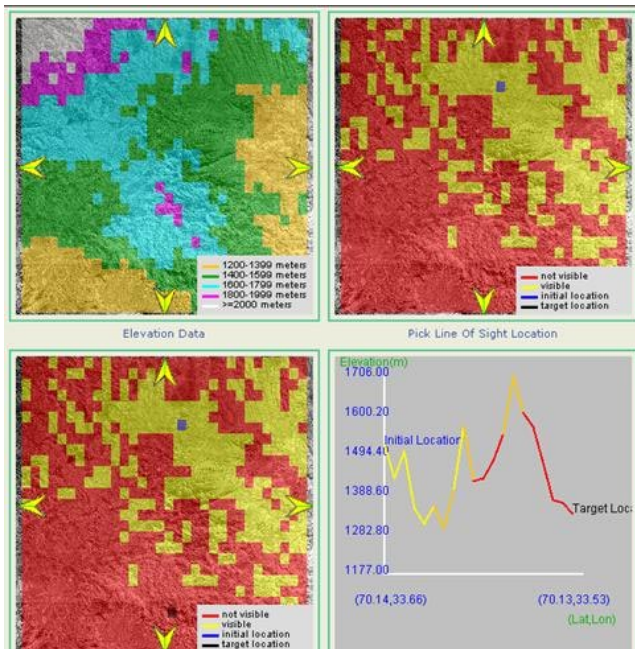 1200-1399 meters
1400-1599 meters
1600-1799 meters
1800-1999 meters
>=2000 meters
Elevation Data
not visible
visible
initial location
target location
Pick Line Of Sight Location
not visible
visible
initial location
target location
Elevation(m)
1706.00
1600.20
Initial Location
1494.40
1388.60
Target Loc
1282.80
1177.00
(70.14,33.66)
(70.13,33.53)
(Lat,Lon)